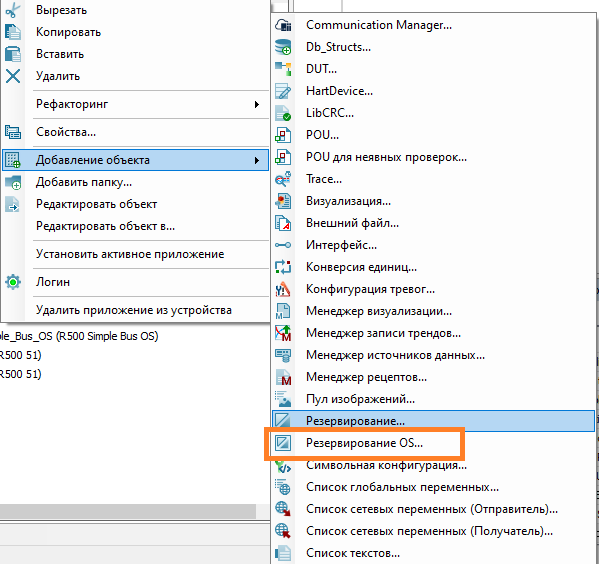 Вырезать
Копировать
Вставить
Удалить
Рефакторинг
Свойства...
Добавление объекта
Добавить папку...
Редактировать объект
Редактировать объект в...
Установить активное приложение
Логин
Удалить приложение из устройства
ple_Bus_OS (R500 Simple Bus OS)
R500 51)
R500 51)
Communication Manager...
Db_Structs...
DUT...
HartDevice...
LibCRC...
POU...
POU для неявных проверок...
Trace...
Визуализация...
Внешний файл...
Интерфейс...
Конверсия единиц...
Конфигурация тревог...
Менеджер визуализации...
Менеджер записи трендов...
Менеджер источников данных...
Менеджер рецептов...
Пул изображений...
Резервирование...
Резервирование OS...
Символьная конфигурация...
Список глобальных переменных...
Список сетевых переменных (Отправитель)...
Список сетевых переменных (Получатель)...
Список текстов...